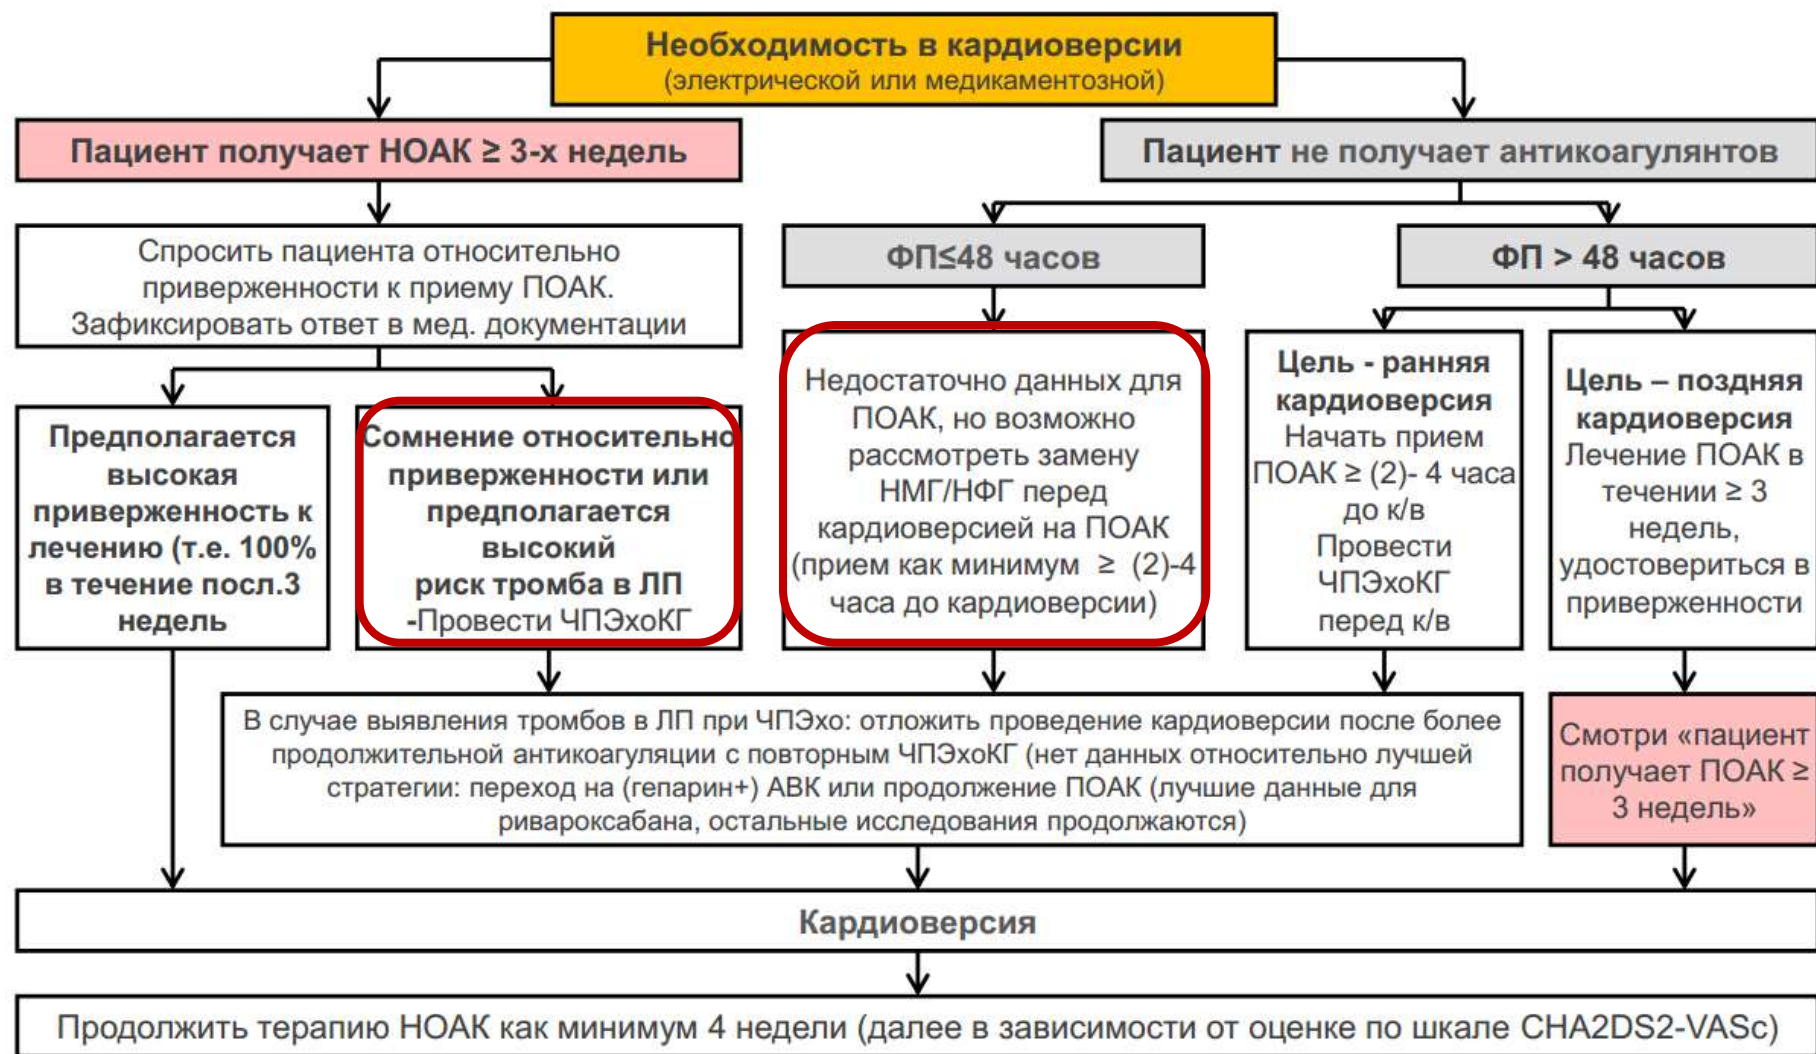 Необходимость в кардиоверсии
(электрической или медикаментозной)
Пациент получает НОАК ≥ 3-х недель
Пациент не получает антикоагулянтов
Спросить пациента относительно
приверженности к приему ПОАК.
Зафиксировать ответ в мед. документации
ФП≤48 часов
ФП > 48 часов
Предполагается
высокая
приверженность к
лечению (т.е. 100%
в течение посл.3
недель
Сомнение относительно
приверженности или
предполагается
высокий
риск тромба в ЛП
-Провести ЧПЭхоКГ
Недостаточно данных для
ПОАК, но возможно
рассмотреть замену
НМГ/НФГ перед
кардиоверсией на ПОАК
(прием как минимум ≥ (2)-4
часа до кардиоверсии)
Цель - ранняя
кардиоверсия
Начать прием
ПОАК ≥ (2)- 4 часа
до к/в
Провести
ЧПЭхоКГ
перед к/в
Цель – поздняя
кардиоверсия
Лечение ПОАК в
течении ≥ 3
недель,
удостовериться в
приверженности
В случае выявления тромбов в ЛП при ЧПЭхо: отложить проведение кардиоверсии после более
продолжительной антикоагуляции с повторным ЧПЭхоКГ (нет данных относительно лучшей
стратегии: переход на (гепарин+) АВК или продолжение ПОАК (лучшие данные для
ривароксабана, остальные исследования продолжаются)
Смотри «пациент
получает ПОАК ≥
3 недель»
Кардиоверсия
Продолжить терапию НОАК как минимум 4 недели (далее в зависимости от оценке по шкале CHA2DS2-VASc)